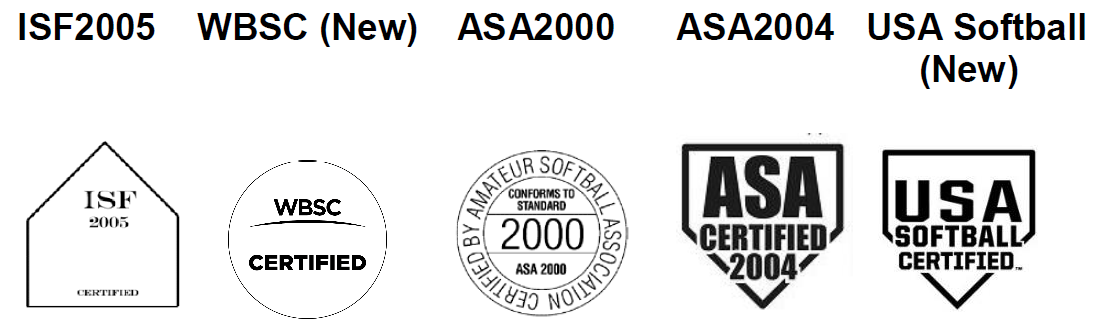 ISF2005 WBSC (New) ASA2000 ASA2004 USA Softball
(New)
ISF
2005
CERTIFIED
WBSC
CERTIFIED
CERTIFIED BY AMATEUR SOFTBALL ASSOCIATION
CONFORMS TO
STANDARD
2000
ASA 2000
ASA
CERTIFIED
2004
USA
SOFTBALL
CERTIFIED™